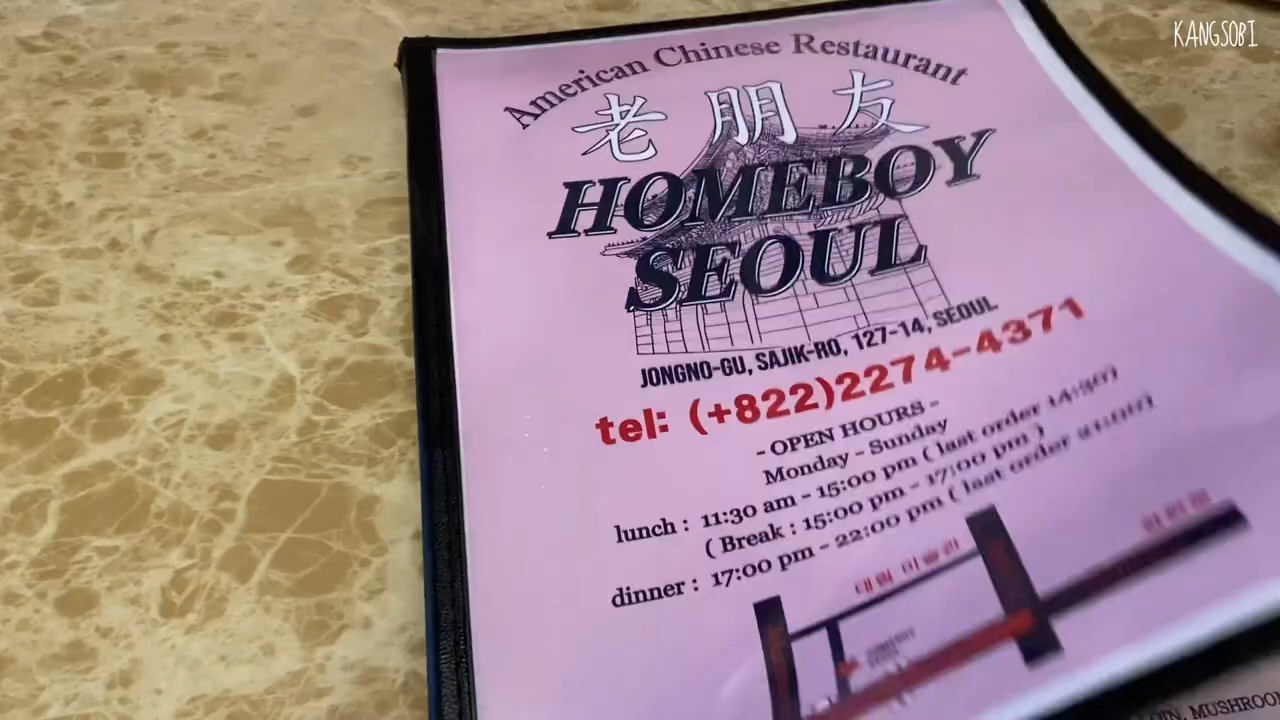 KANGSOBI
American Chinese Restaurant
老朋友
HOMEBOY
SEOUL
JONGNO-GU, SAJIK-RO, 127-14, SEOUL
tel: (+822)2274-4371
- OPEN HOURS -
Monday - Sunday
lunch : 11:30 am - 15:00 pm ( last order
( Break : 15:00 pm - 17:00 pm )
dinner : 17:00 pm - 22:00 pm ( last order
MUSHROO